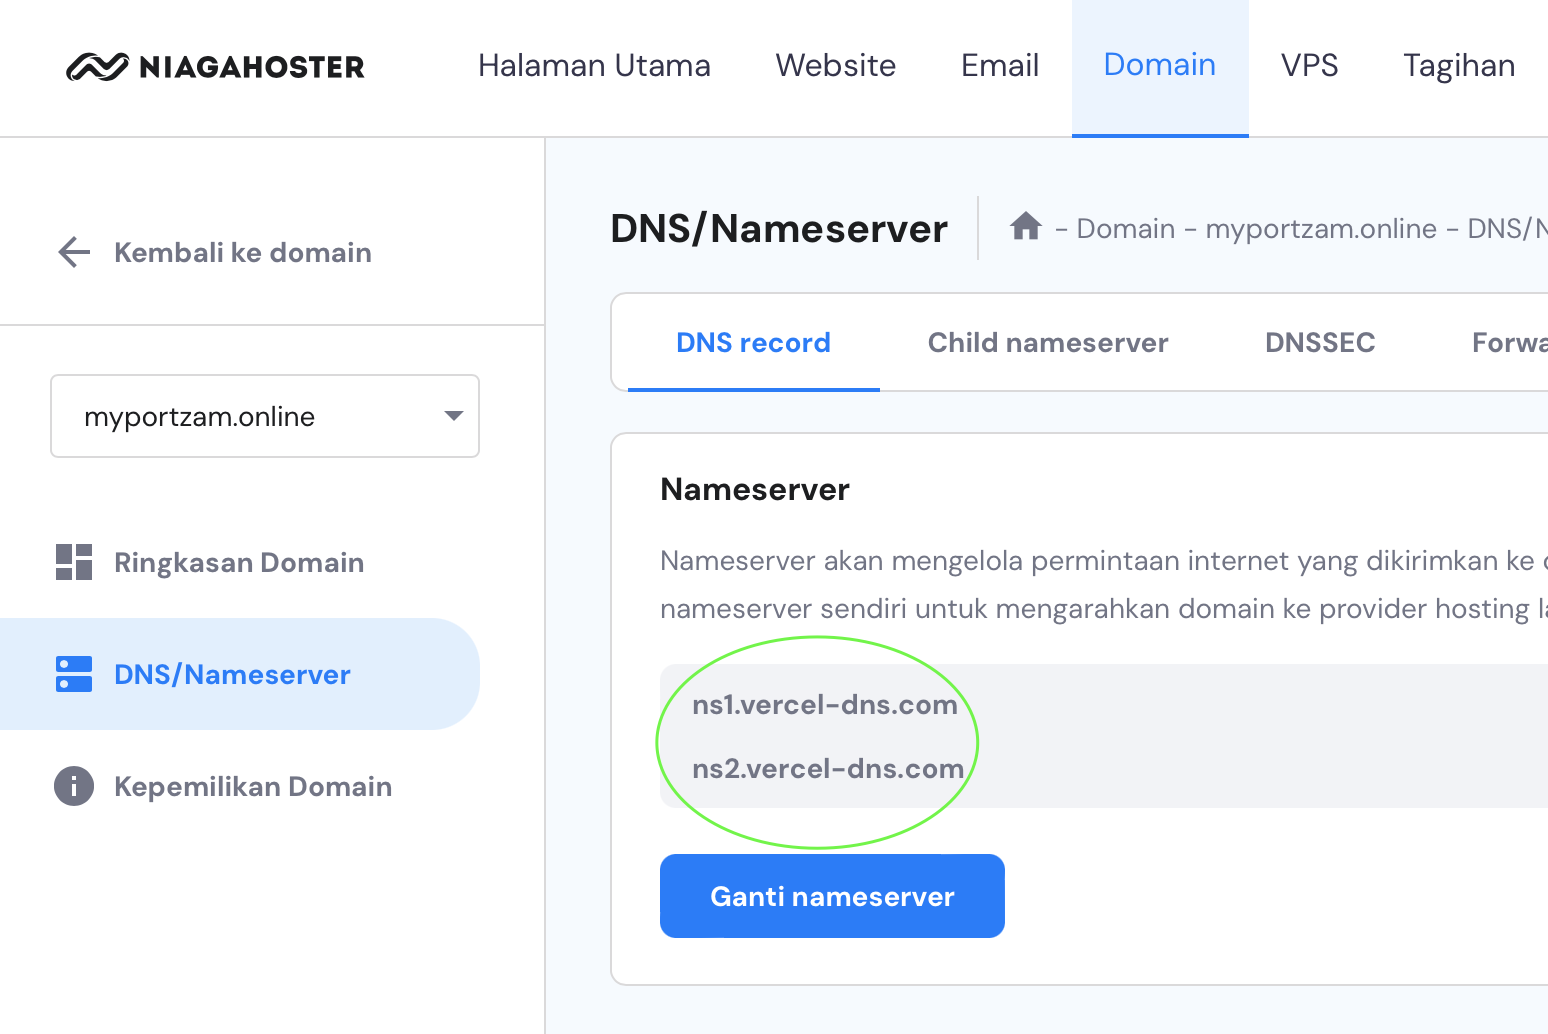 NIAGAHOSTER
Halaman Utama
Website
Email
Domain
VPS
Tagihan
Kembali ke domain
myportzam.online
Ringkasan Domain
DNS/Nameserver
Kepemilikan Domain
DNS/Nameserver
- Domain - myportzam.online - DNS/
DNS record
Child nameserver
DNSSEC
Forwa
Nameserver
Nameserver akan mengelola permintaan internet yang dikirimkan ke
nameserver sendiri untuk mengarahkan domain ke provider hosting
ns1.vercel-dns.com
ns2.vercel-dns.com
Ganti nameserver